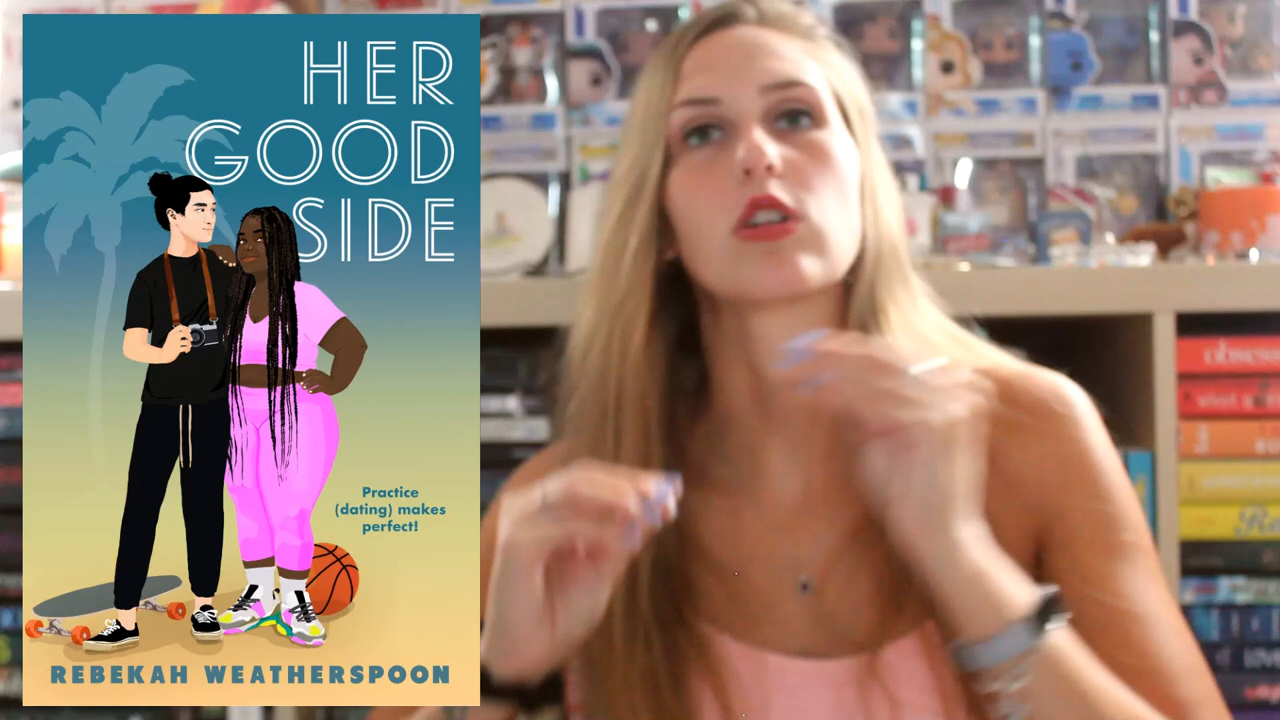 HER
GOOD
SIDE
Practice
(dating) makes
perfect!
REBEKAH WEATHERSPOON